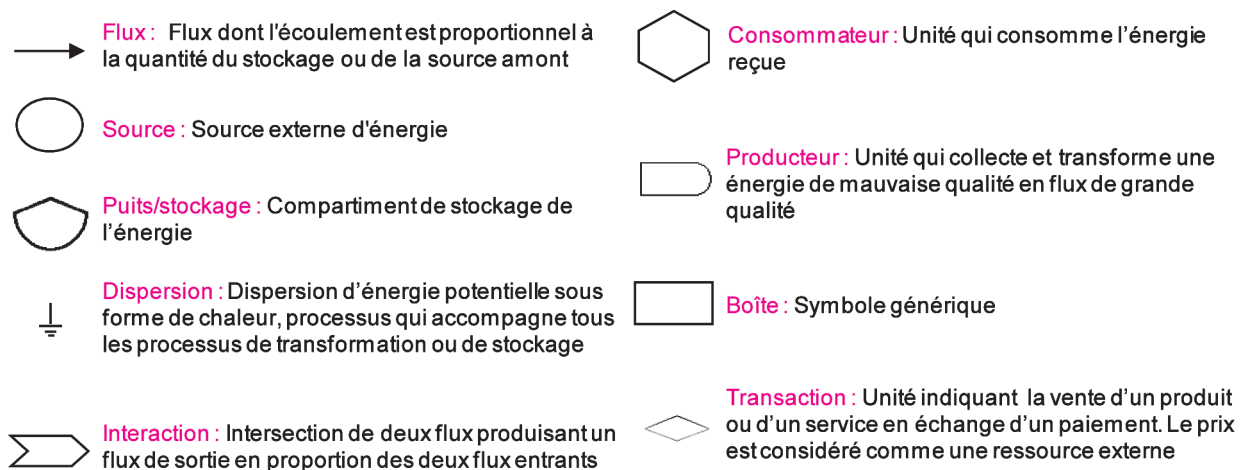 Flux : Flux dont l'écoulement est proportionnel à
la quantité du stockage ou de la source amont
Source : Source externe d'énergie
Puits/stockage : Compartiment de stockage de
l'énergie
Dispersion : Dispersion d'énergie potentielle sous
forme de chaleur, processus qui accompagne tous
les processus de transformation ou de stockage
Interaction : Intersection de deux flux produisant un
flux de sortie en proportion des deux flux entrants
Consommateur : Unité qui consomme l'énergie
reçue
Producteur : Unité qui collecte et transforme une
énergie de mauvaise qualité en flux de grande
qualité
Boîte : Symbole générique
Transaction : Unité indiquant la vente d'un produit
ou d'un service en échange d'un paiement. Le prix
est considéré comme une ressource externe